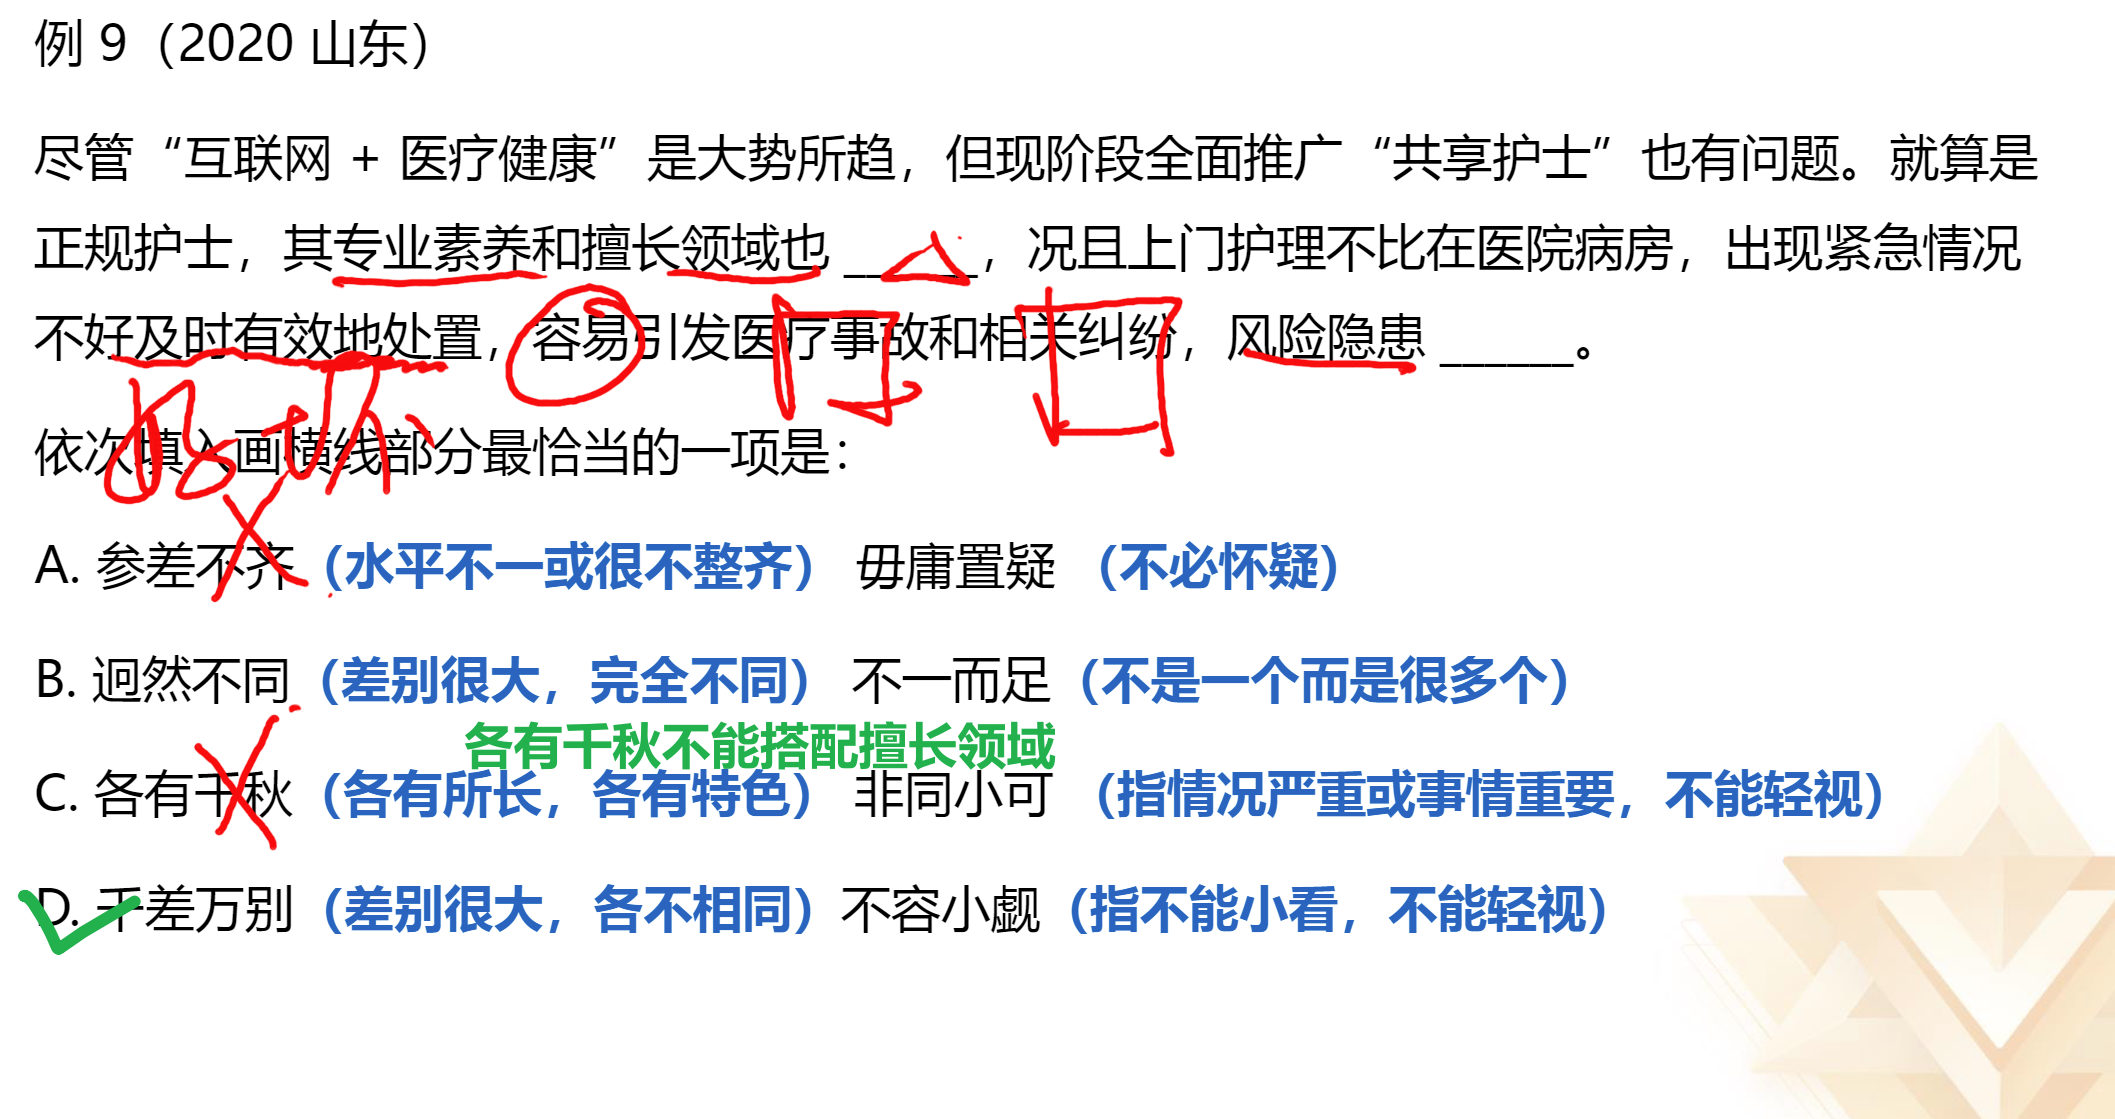 例 9（2020 山东）
尽管“互联网 + 医疗健康”是大势所趋，但现阶段全面推广“共享护士”也有问题。就算是
正规护士，其专业素养和擅长领域也 ______，况且上门护理不比在医院病房，出现紧急情况
不好及时有效地处置，容易引发医疗事故和相关纠纷，风险隐患 ______。
依次填入画横线部分最恰当的一项是：
A. 参差不齐（水平不一或很不整齐） 毋庸置疑 （不必怀疑）
B. 迥然不同（差别很大，完全不同） 不一而足（不是一个而是很多个）
各有千秋不能搭配擅长领域
C. 各有千秋（各有所长，各有特色） 非同小可 （指情况严重或事情重要，不能轻视）
D. 千差万别（差别很大，各不相同）不容小觑（指不能小看，不能轻视）